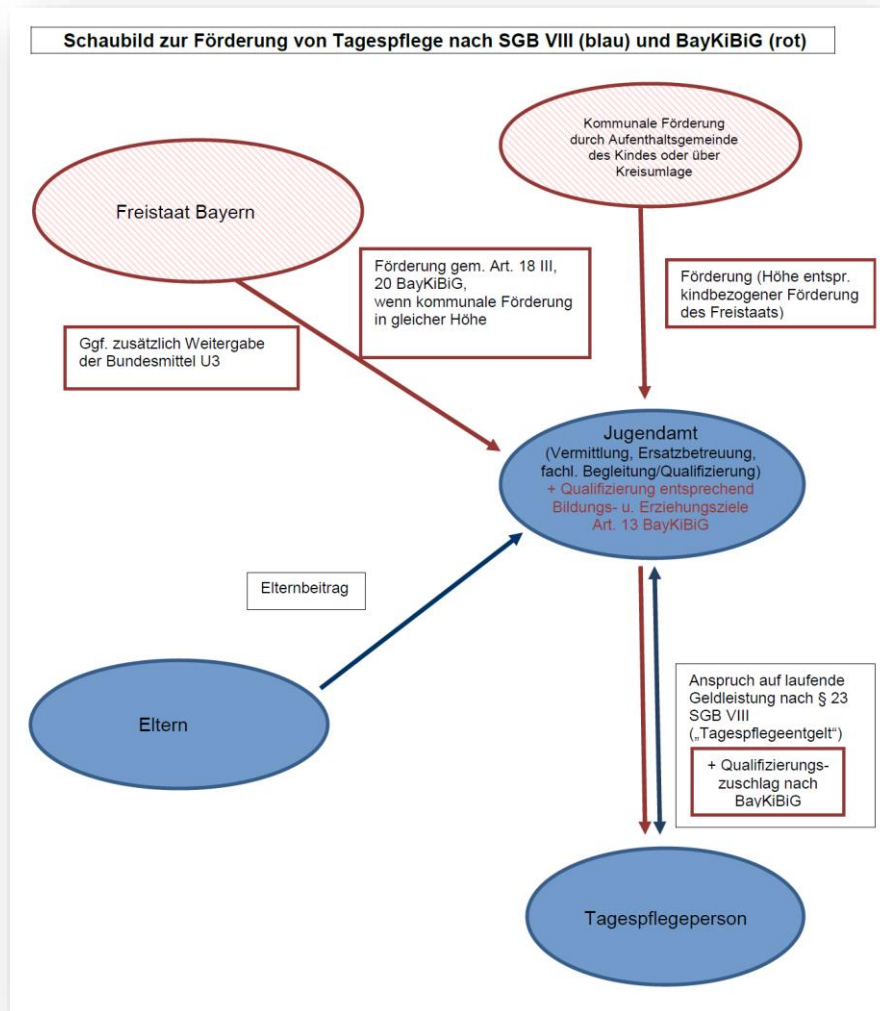 Schaubild zur Förderung von Tagespflege nach SGB VIII (blau) und BayKiBiG (rot)
Kommunale Förderung
durch Aufenthaltsgemeinde
des Kindes oder über
Kreisumlage
Freistaat Bayern
Förderung gem. Art. 18 III,
20 BayKiBiG,
wenn kommunale Förderung
in gleicher Höhe
Förderung (Höhe entspr.
kindbezogener Förderung
des Freistaats)
Ggf. zusätzlich Weitergabe
der Bundesmittel U3
Jugendamt
(Vermittlung, Ersatzbetreuung,
fachl. Begleitung/Qualifizierung)
+ Qualifizierung entsprechend
Bildungs- u. Erziehungsziele
Art. 13 BayKiBiG
Elternbeitrag
Eltern
Anspruch auf laufende
Geldleistung nach § 23
SGB VIII
(„Tagespflegeentgelt“)
+ Qualifizierungs-
zuschlag nach
BayKiBiG
Tagespflegeperson